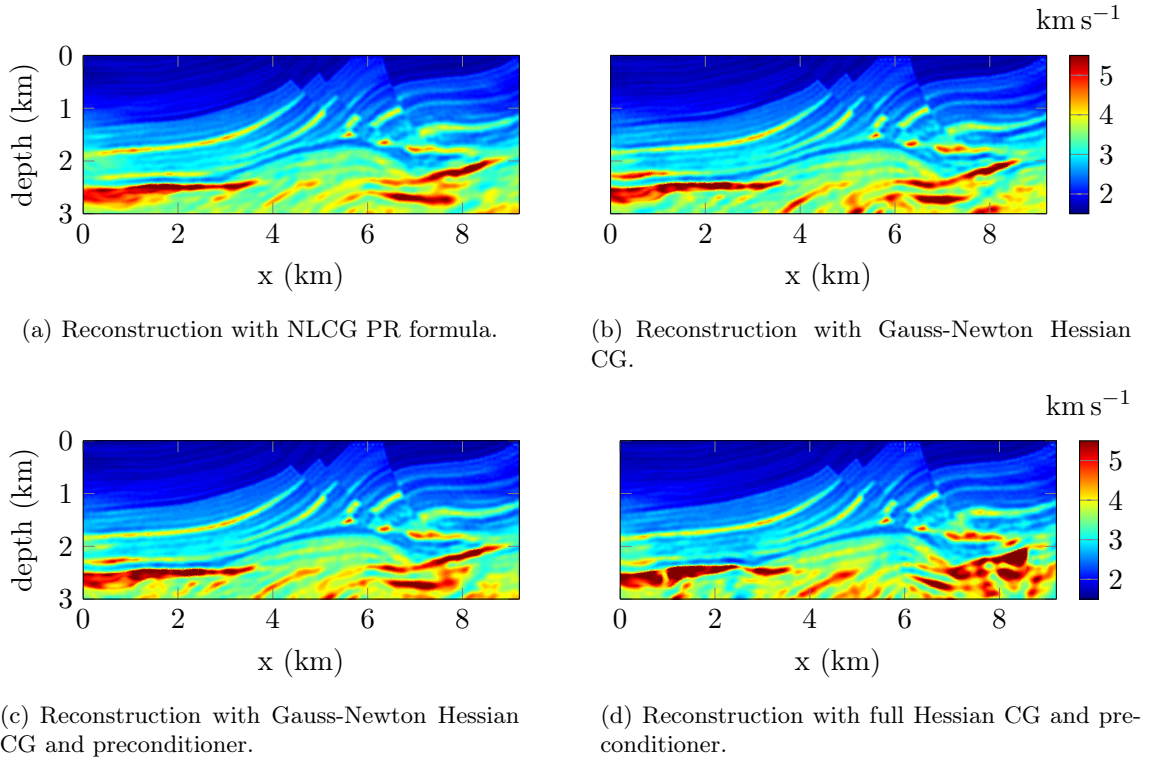 km s⁻¹
0
1
2
3
depth (km)
0 2 4 6 8
x (km)
0 2 4 6 8
x (km)
5
4
3
2
(a) Reconstruction with NLCG PR formula.
(b) Reconstruction with Gauss-Newton Hessian
CG.
km s⁻¹
0
1
2
3
depth (km)
0 2 4 6 8
x (km)
0 2 4 6 8
x (km)
5
4
3
2
(c) Reconstruction with Gauss-Newton Hessian
CG and preconditioner.
(d) Reconstruction with full Hessian CG and pre-
conditioner.